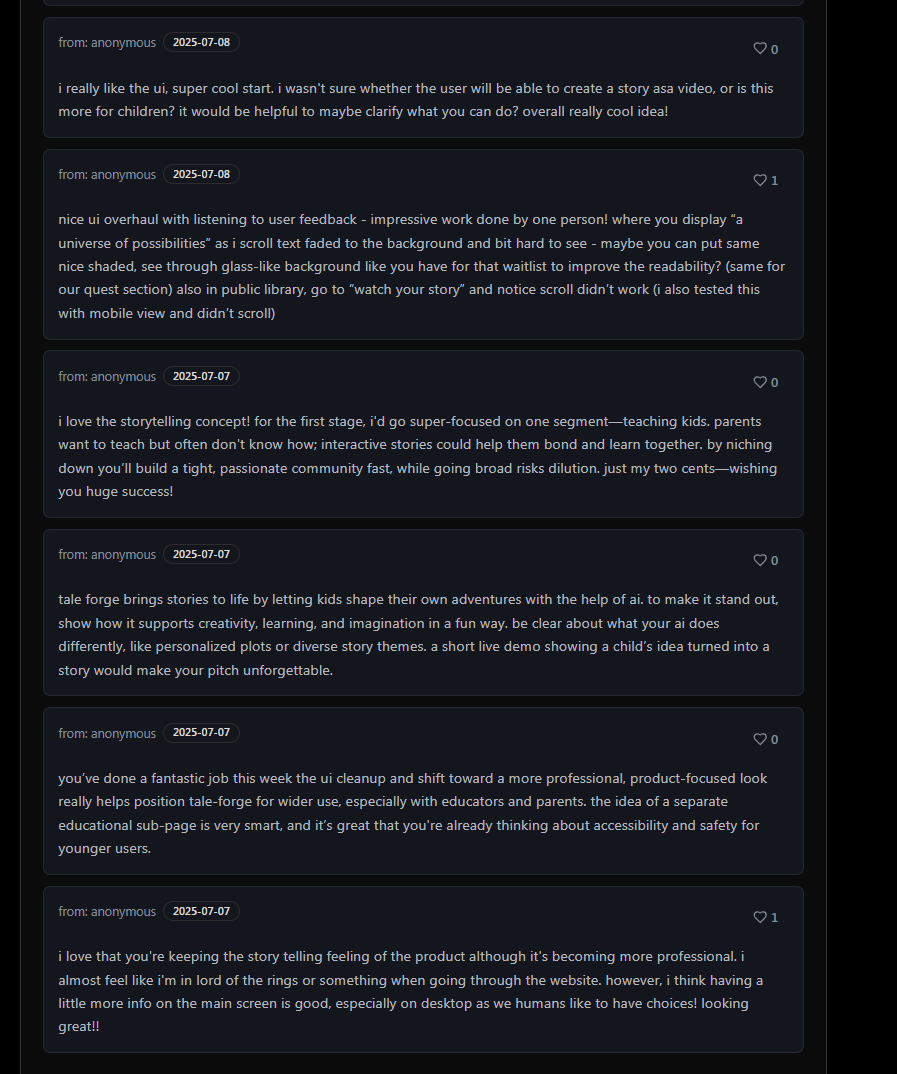 from: anonymous 2025-07-08
0
i really like the ui, super cool start. i wasn't sure whether the user will be able to create a story asa video, or is this
more for children? it would be helpful to maybe clarify what you can do? overall really cool idea!
from: anonymous 2025-07-08
1
nice ui overhaul with listening to user feedback - impressive work done by one person! where you display “a
universe of possibilities” as i scroll text faded to the background and bit hard to see - maybe you can put same
nice shaded, see through glass-like background like you have for that waitlist to improve the readability? (same for
our quest section) also in public library, go to “watch your story” and notice scroll didn’t work (i also tested this
with mobile view and didn’t scroll)
from: anonymous 2025-07-07
0
i love the storytelling concept! for the first stage, i'd go super-focused on one segment—teaching kids. parents
want to teach but often don't know how; interactive stories could help them bond and learn together. by niching
down you’ll build a tight, passionate community fast, while going broad risks dilution. just my two cents—wishing
you huge success!
from: anonymous 2025-07-07
0
tale forge brings stories to life by letting kids shape their own adventures with the help of ai. to make it stand out,
show how it supports creativity, learning, and imagination in a fun way. be clear about what your ai does
differently, like personalized plots or diverse story themes. a short live demo showing a child’s idea turned into a
story would make your pitch unforgettable.
from: anonymous 2025-07-07
0
you’ve done a fantastic job this week the ui cleanup and shift toward a more professional, product-focused look
really helps position tale-forge for wider use, especially with educators and parents. the idea of a separate
educational sub-page is very smart, and it’s great that you're already thinking about accessibility and safety for
younger users.
from: anonymous 2025-07-07
1
i love that you're keeping the story telling feeling of the product although it's becoming more professional. i
almost feel like i'm in lord of the rings or something when going through the website. however, i think having a
little more info on the main screen is good, especially on desktop as we humans like to have choices! looking
great!!